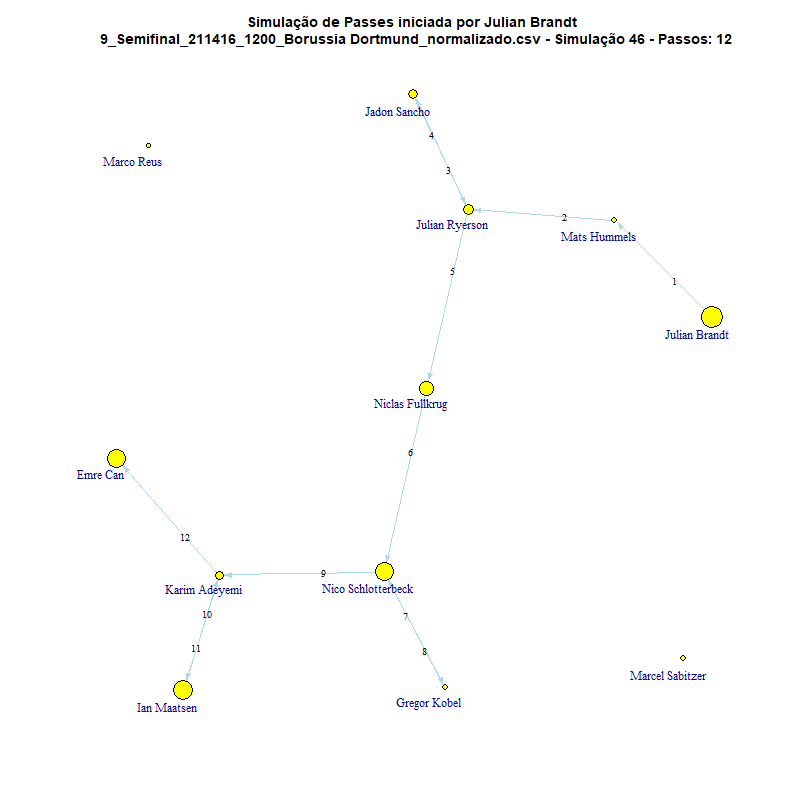 Simulação de Passes iniciada por Julian Brandt
9_Semifinal_211416_1200_Borussia Dortmund_normalizado.csv - Simulação 46 - Passos: 12
Jadon Sancho
4
Marco Reus
3
2
Julian Ryerson
Mats Hummels
5
1
Julian Brandt
Niclas Fullkrug
6
Emre Can
12
9
Karim Adeyemi
Nico Schlotterbeck
10
7
11
8
Marcel Sabitzer
Ian Maatsen
Gregor Kobel